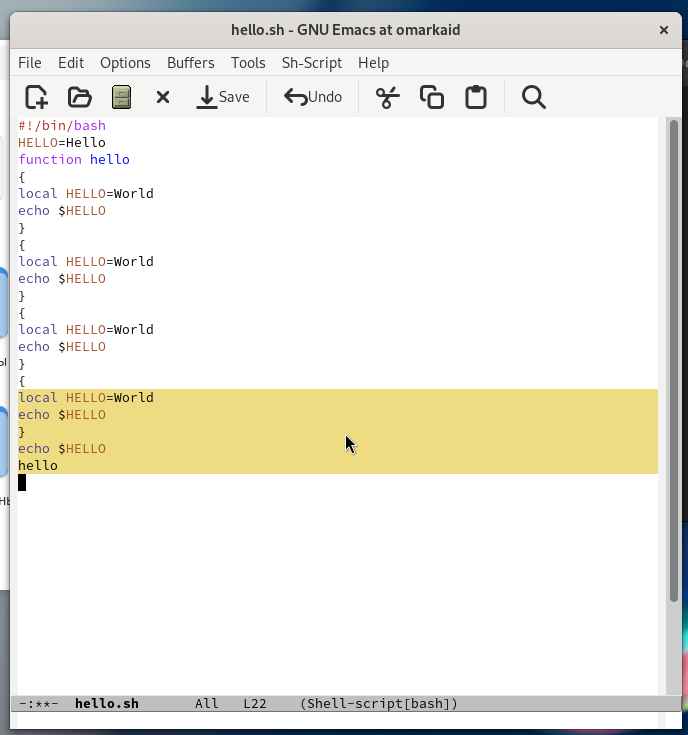 hello.sh - GNU Emacs at omarkaid
File Edit Options Buffers Tools Sh-Script Help
Save Undo
#!/bin/bash
HELLO=Hello
function hello
{
local HELLO=World
echo $HELLO
}
{
local HELLO=World
echo $HELLO
}
{
local HELLO=World
echo $HELLO
}
{
local HELLO=World
echo $HELLO
}
echo $HELLO
hello
-:**- hello.sh All L22 (Shell-script[bash])